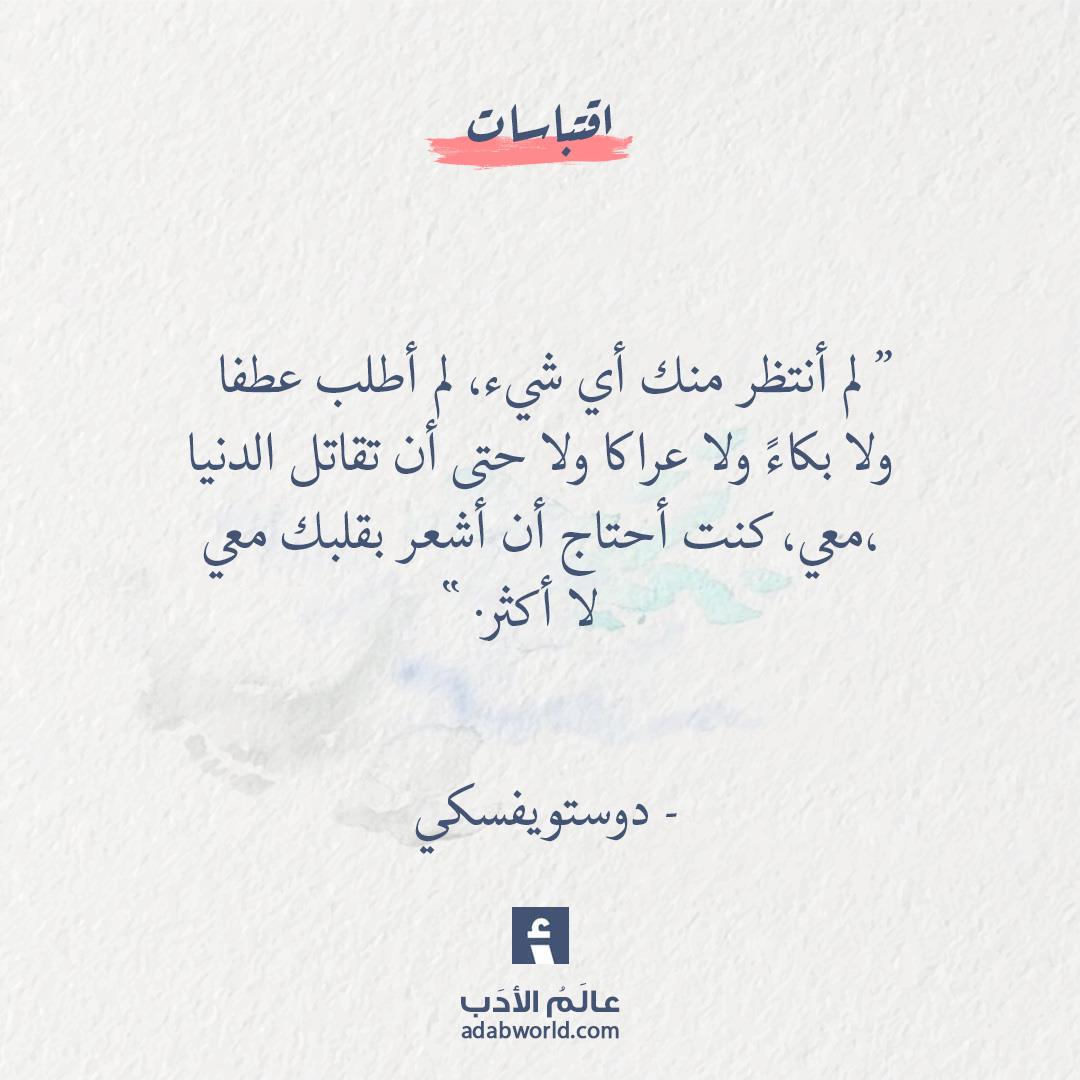 اقتباسات
” لم أنتظر منك أي شيء، لم أطلب عطفا
ولا بكاءً ولا عراكا ولا حتى أن تقاتل الدنيا
،معي، كنت أحتاج أن أشعر بقلبك معي
لا أكثر. “
- دوستويفسكي
أ
عالَمُ الأدَب
adabworld.com